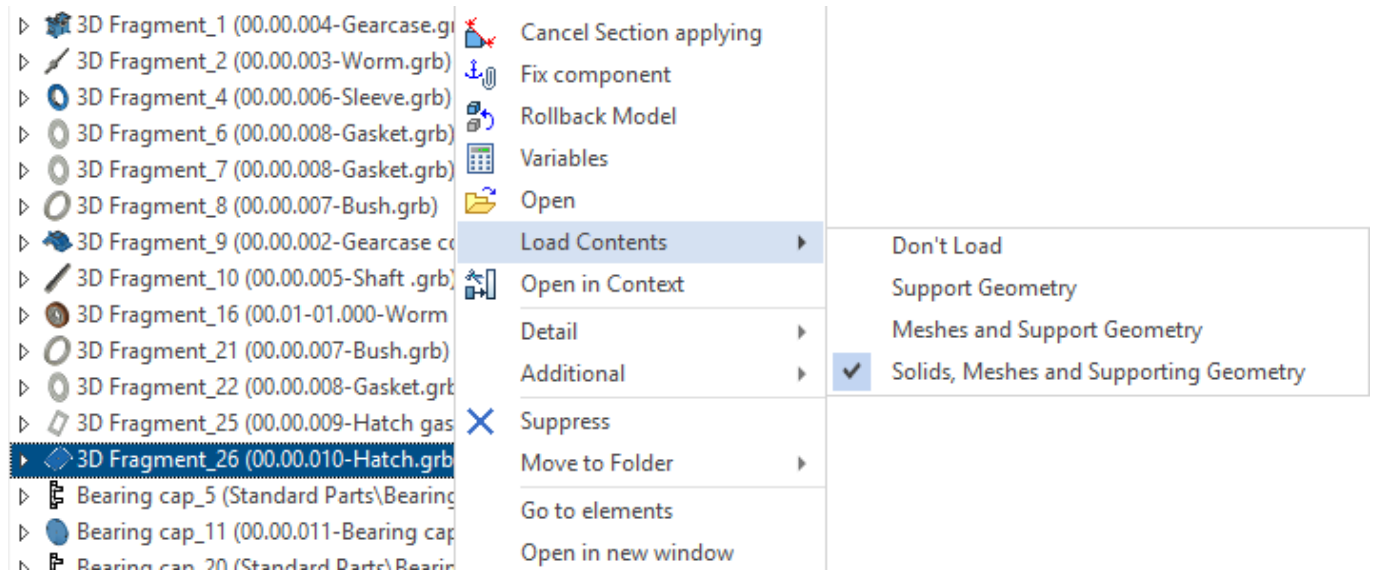 3D Fragment_1 (00.00.004-Gearcase.gr
3D Fragment_2 (00.00.003-Worm.grb)
3D Fragment_4 (00.00.006-Sleeve.grb)
3D Fragment_6 (00.00.008-Gasket.grb)
3D Fragment_7 (00.00.008-Gasket.grb)
3D Fragment_8 (00.00.007-Bush.grb)
3D Fragment_9 (00.00.002-Gearcase co
3D Fragment_10 (00.00.005-Shaft .grb)
3D Fragment_16 (00.01-01.000-Worm
3D Fragment_21 (00.00.007-Bush.grb)
3D Fragment_22 (00.00.008-Gasket.grb
3D Fragment_25 (00.00.009-Hatch gas
3D Fragment_26 (00.00.010-Hatch.grb
Bearing cap_5 (Standard Parts\Bearing
Bearing cap_11 (00.00.011-Bearing cap
Bearing cap_20 (Standard Parts\Bearin
Cancel Section applying
Fix component
Rollback Model
Variables
Open
Load Contents
Open in Context
Detail
Additional
Suppress
Move to Folder
Go to elements
Open in new window
Don't Load
Support Geometry
Meshes and Support Geometry
Solids, Meshes and Supporting Geometry